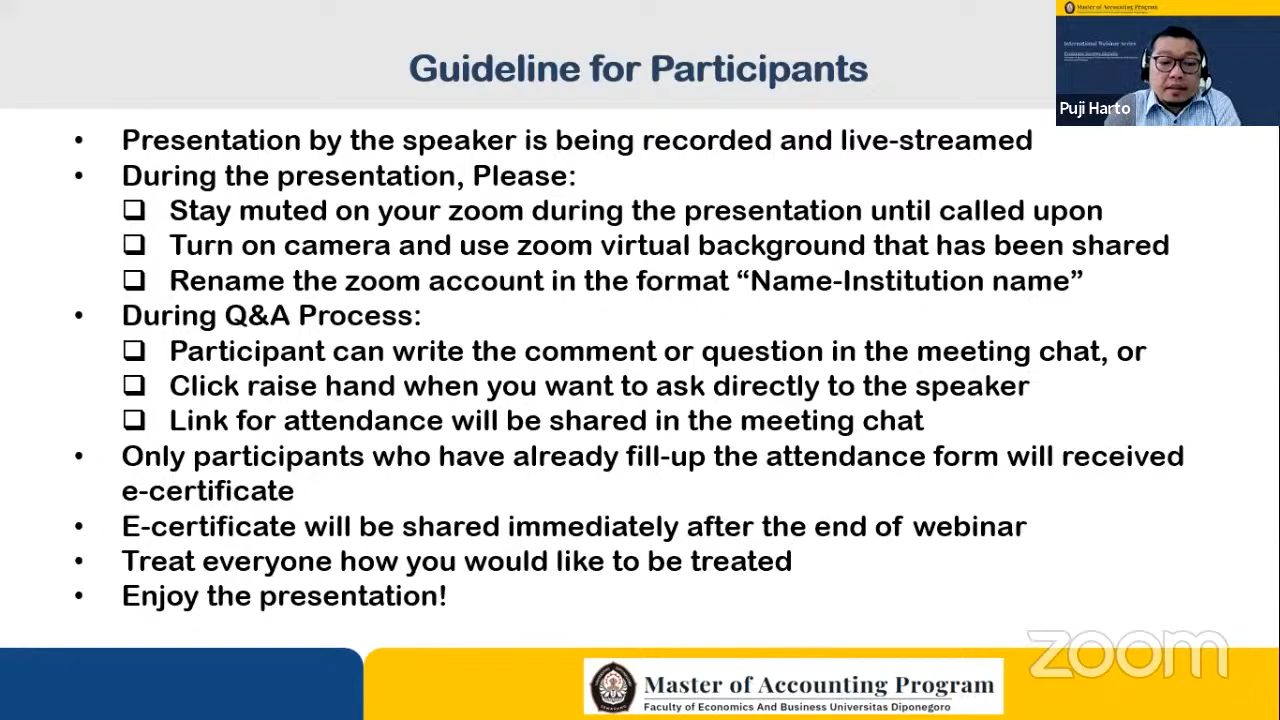 Master of Accounting Program
International Webinar Series
Guideline for Participants
Puji Harto
• Presentation by the speaker is being recorded and live-streamed
• During the presentation, Please:
❑ Stay muted on your zoom during the presentation until called upon
❑ Turn on camera and use zoom virtual background that has been shared
❑ Rename the zoom account in the format “Name-Institution name”
• During Q&A Process:
❑ Participant can write the comment or question in the meeting chat, or
❑ Click raise hand when you want to ask directly to the speaker
❑ Link for attendance will be shared in the meeting chat
• Only participants who have already fill-up the attendance form will received
e-certificate
• E-certificate will be shared immediately after the end of webinar
• Treat everyone how you would like to be treated
• Enjoy the presentation!
zoom
Master of Accounting Program
Faculty of Economics And Business Universitas Diponegoro